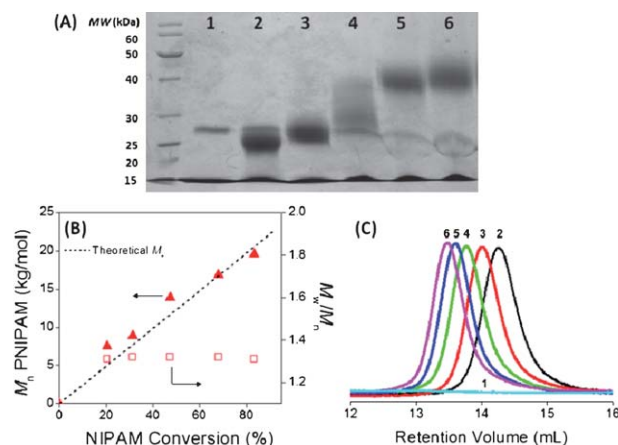 (A) MW (kDa) 1 2 3 4 5 6
60
50
40
30
25
20
15
(B)
25
20
15
10
5
0
2.0
1.8
1.6
1.4
1.2
Theoretical Mn
Mn PNIPAM (kg/mol)
Mw/Mn
0 20 40 60 80
NIPAM Conversion (%)
(C)
6 5 4 3 2
1
12 13 14 15 16
Retention Volume (mL)